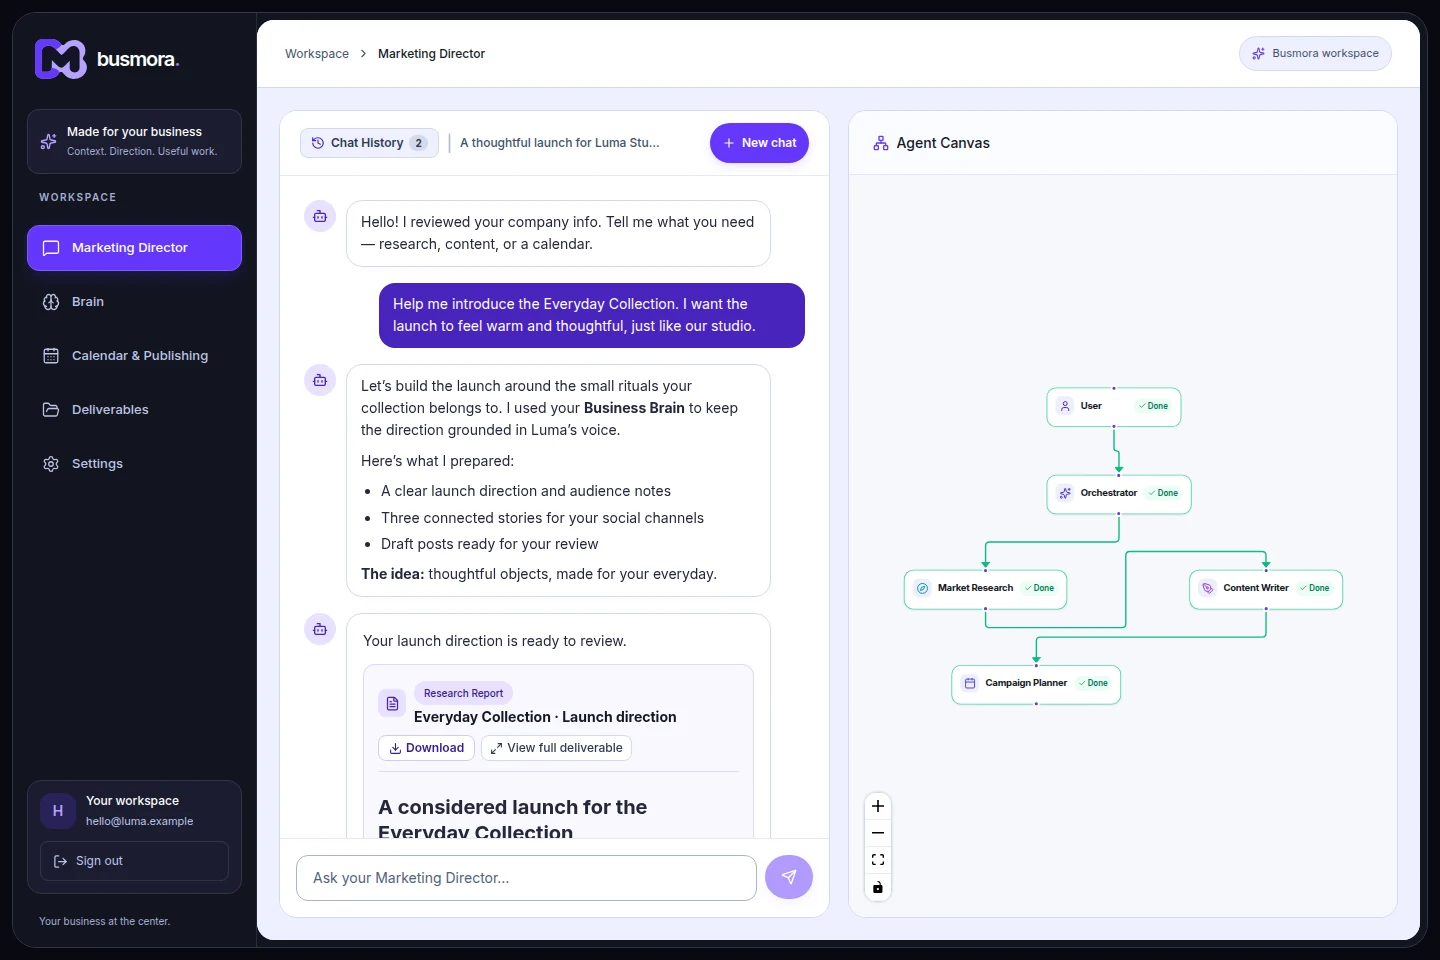 busmora.
Made for your business
Context. Direction. Useful work.
WORKSPACE
Marketing Director
Brain
Calendar & Publishing
Deliverables
Settings
H
Your workspace
hello@luma.example
Sign out
Your business at the center.
Workspace > Marketing Director
Busmora workspace
Chat History 2
A thoughtful launch for Luma Stu...
New chat
Hello! I reviewed your company info. Tell me what you need
— research, content, or a calendar.
Help me introduce the Everyday Collection. I want the
launch to feel warm and thoughtful, just like our studio.
Let's build the launch around the small rituals your
collection belongs to. I used your Business Brain to keep
the direction grounded in Luma's voice.
Here's what I prepared:
• A clear launch direction and audience notes
• Three connected stories for your social channels
• Draft posts ready for your review
The idea: thoughtful objects, made for your everyday.
Your launch direction is ready to review.
Research Report
Everyday Collection · Launch direction
Download
View full deliverable
A considered launch for the
Everyday Collection
Ask your Marketing Director...
Agent Canvas
User Done
Orchestrator Done
Market Research Done
Content Writer Done
Campaign Planner Done